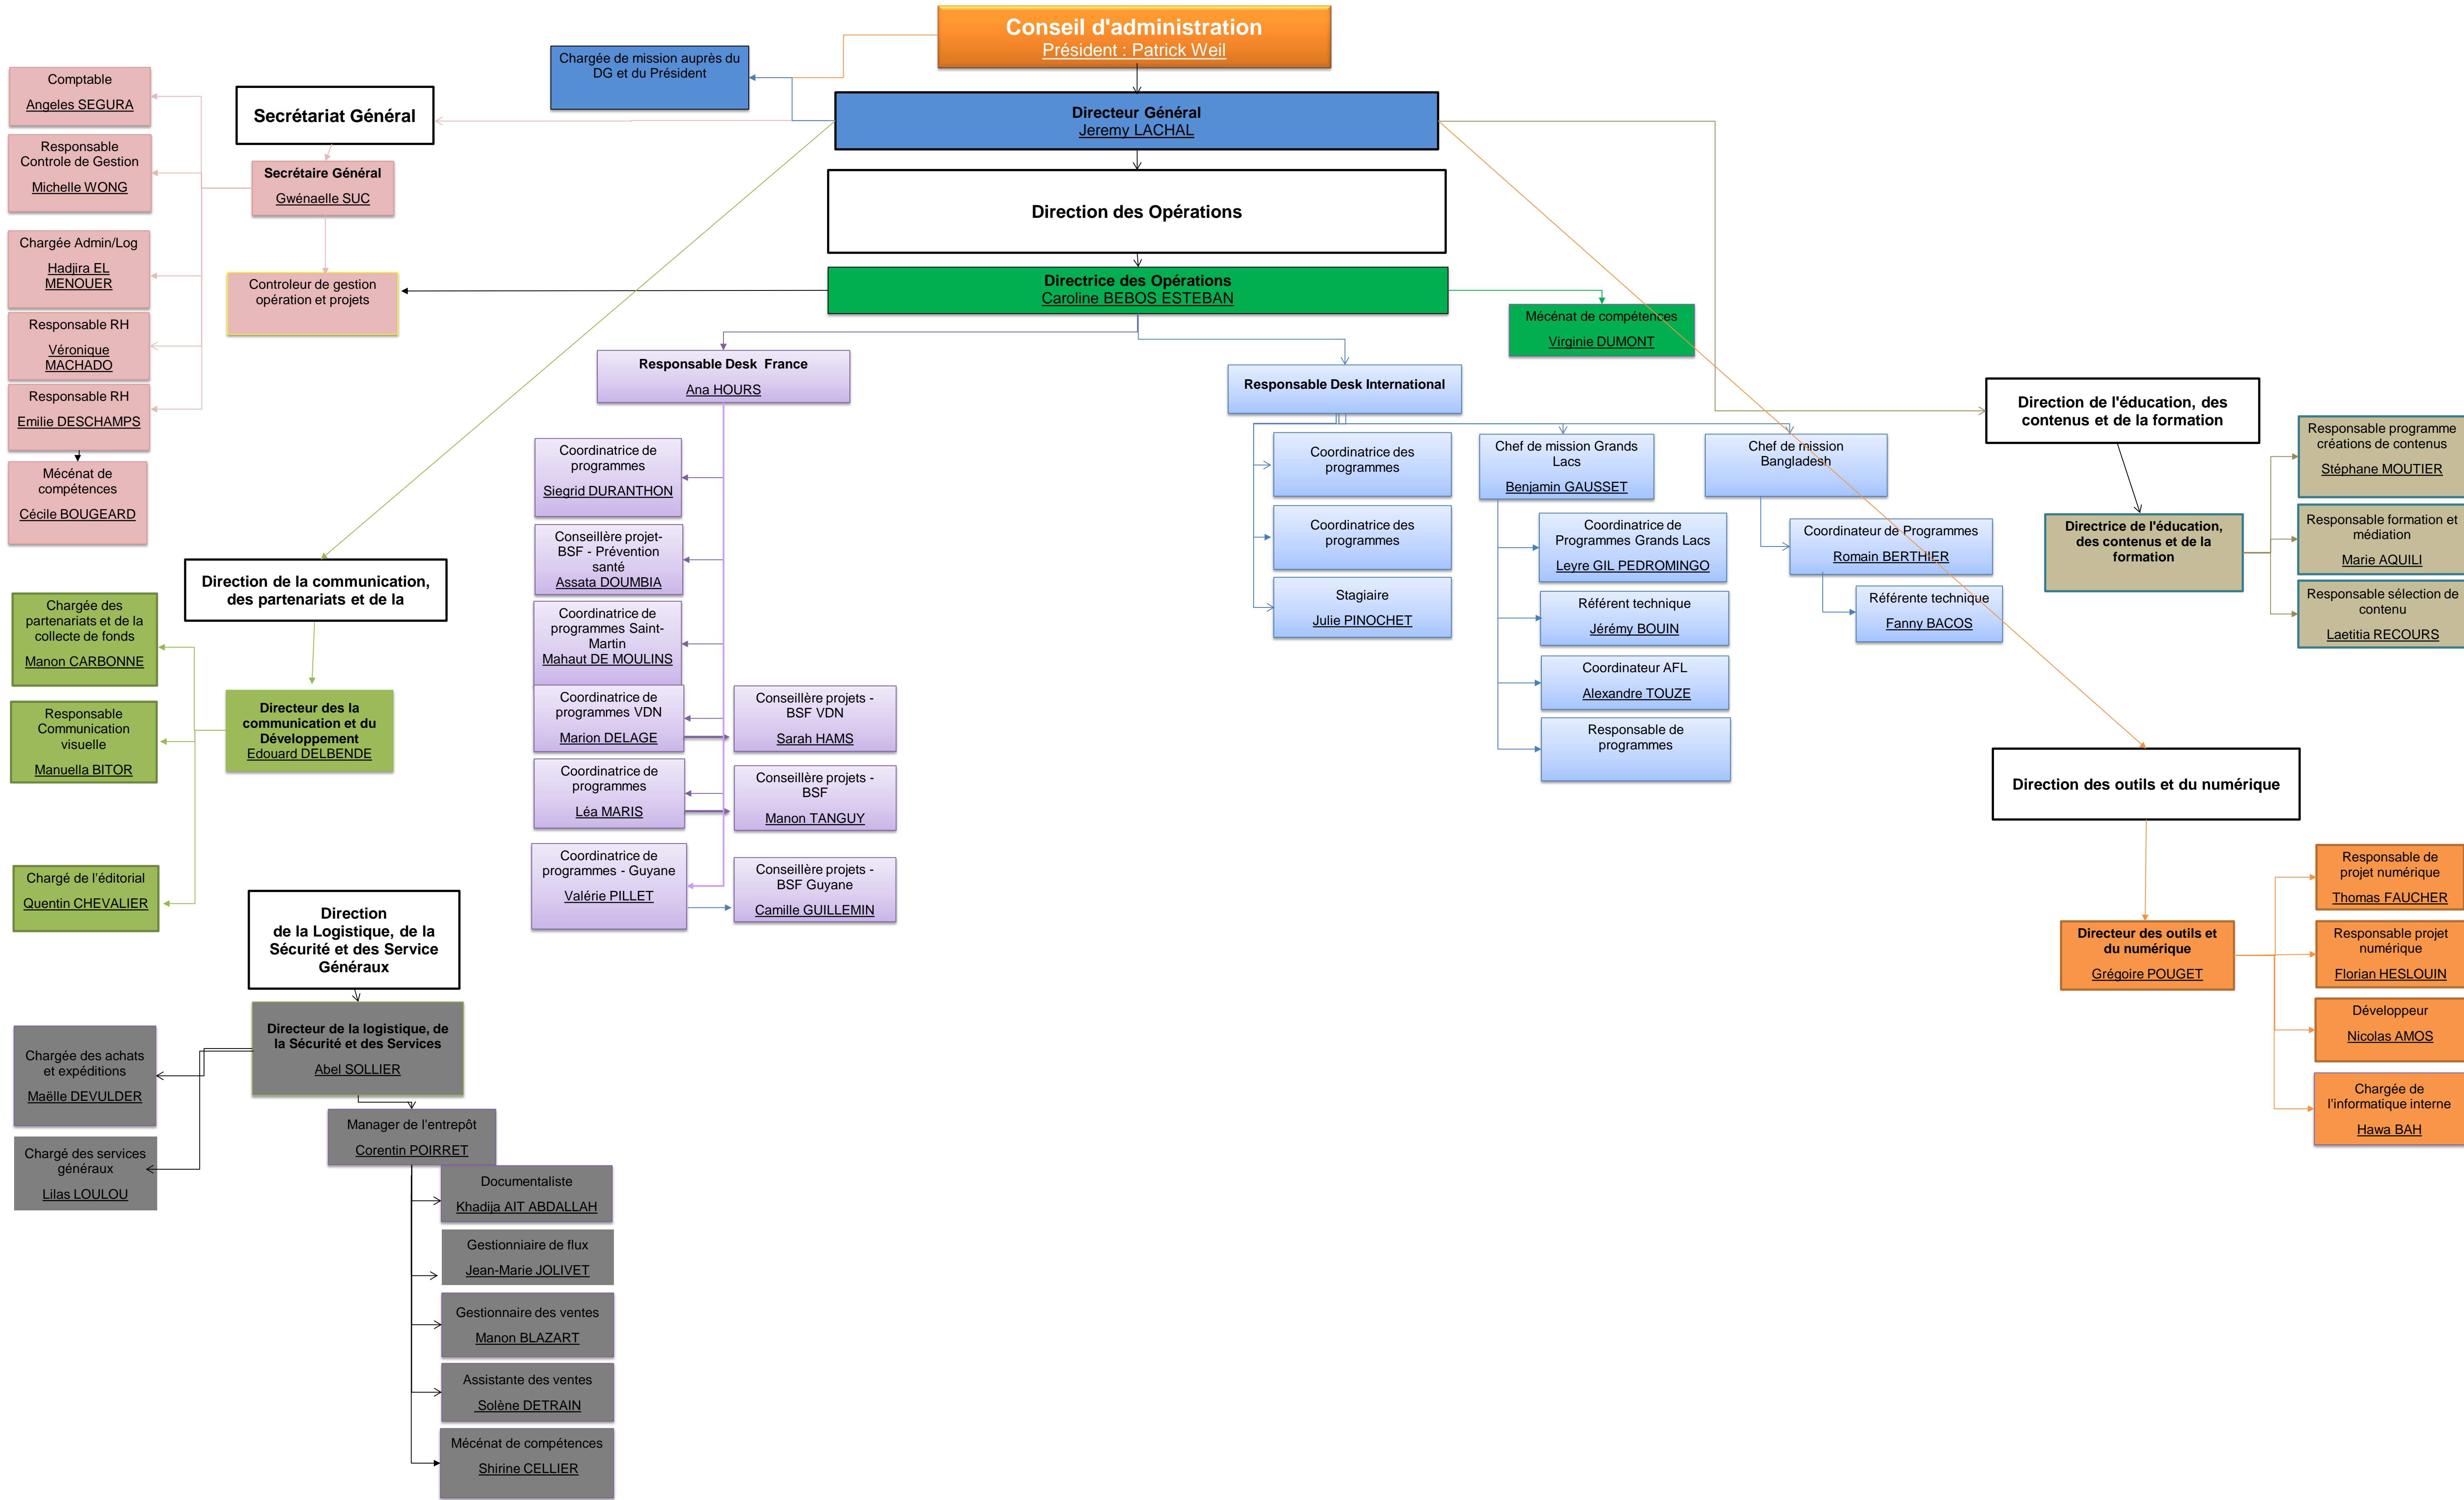 Conseil d'administration
Président : Patrick Weil
Chargée de mission auprès du
DG et du Président
Directeur Général
Jeremy LACHAL
Secrétariat Général
Secrétaire Général
Gwénaelle SUC
Comptable
Angeles SEGURA
Responsable
Controle de Gestion
Michelle WONG
Chargée Admin/Log
Hadjira EL
MENOUER
Responsable RH
Véronique
MACHADO
Responsable RH
Emilie DESCHAMPS
Mécénat de
compétences
Cécile BOUGEARD
Controleur de gestion
opération et projets
Direction des Opérations
Directrice des Opérations
Caroline BEBOS ESTEBAN
Mécénat de compétences
Virginie DUMONT
Responsable Desk  France
Ana HOURS
Coordinatrice de
programmes
Siegrid DURANTHON
Conseillère projet-
BSF - Prévention
santé
Assata DOUMBIA
Coordinatrice de
programmes Saint-
Martin
Mahaut DE MOULINS
Coordinatrice de
programmes VDN
Marion DELAGE
Conseillère projets -
BSF VDN
Sarah HAMS
Coordinatrice de
programmes
Léa MARIS
Conseillère projets -
BSF
Manon TANGUY
Coordinatrice de
programmes - Guyane
Valérie PILLET
Conseillère projets -
BSF Guyane
Camille GUILLEMIN
Responsable Desk International
Coordinatrice des
programmes
Coordinatrice des
programmes
Stagiaire
Julie PINOCHET
Chef de mission Grands
Lacs
Benjamin GAUSSET
Coordinatrice de
Programmes Grands Lacs
Leyre GIL PEDROMINGO
Référent technique
Jérémy BOUIN
Coordinateur AFL
Alexandre TOUZE
Responsable de
programmes
Chef de mission
Bangladesh
Coordinateur de Programmes
Romain BERTHIER
Référente technique
Fanny BACOS
Direction de l'éducation, des
contenus et de la formation
Directrice de l'éducation,
des contenus et de la
formation
Responsable programme
créations de contenus
Stéphane MOUTIER
Responsable formation et
médiation
Marie AQUILI
Responsable sélection de
contenu
Laetitia RECOURS
Direction de la communication,
des partenariats et de la
Directeur des la
communication et du
Développement
Edouard DELBENDE
Chargée des
partenariats et de la
collecte de fonds
Manon CARBONNE
Responsable
Communication
visuelle
Manuella BITOR
Chargé de l'éditorial
Quentin CHEVALIER
Direction des outils et du numérique
Directeur des outils et
du numérique
Grégoire POUGET
Responsable de
projet numérique
Thomas FAUCHER
Responsable projet
numérique
Florian HESLOUIN
Développeur
Nicolas AMOS
Chargée de
l'informatique interne
Hawa BAH
Direction
de la Logistique, de la
Sécurité et des Service
Généraux
Directeur de la logistique, de
la Sécurité et des Services
Abel SOLLIER
Chargée des achats
et expéditions
Maëlle DEVULDER
Chargé des services
généraux
Lilas LOULOU
Manager de l'entrepôt
Corentin POIRRET
Documentaliste
Khadija AIT ABDALLAH
Gestionniaire de flux
Jean-Marie JOLIVET
Gestionnaire des ventes
Manon BLAZART
Assistante des ventes
Solène DETRAIN
Mécénat de compétences
Shirine CELLIER